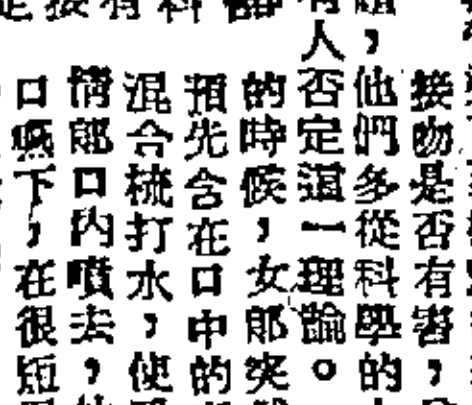 接吻是否有害，
他們多從科學的
人，否定這一理論。
的時候，女郎突
預先含在口中的
混合梳打水，使
情郎口內噴去，
口嚥下，在很短